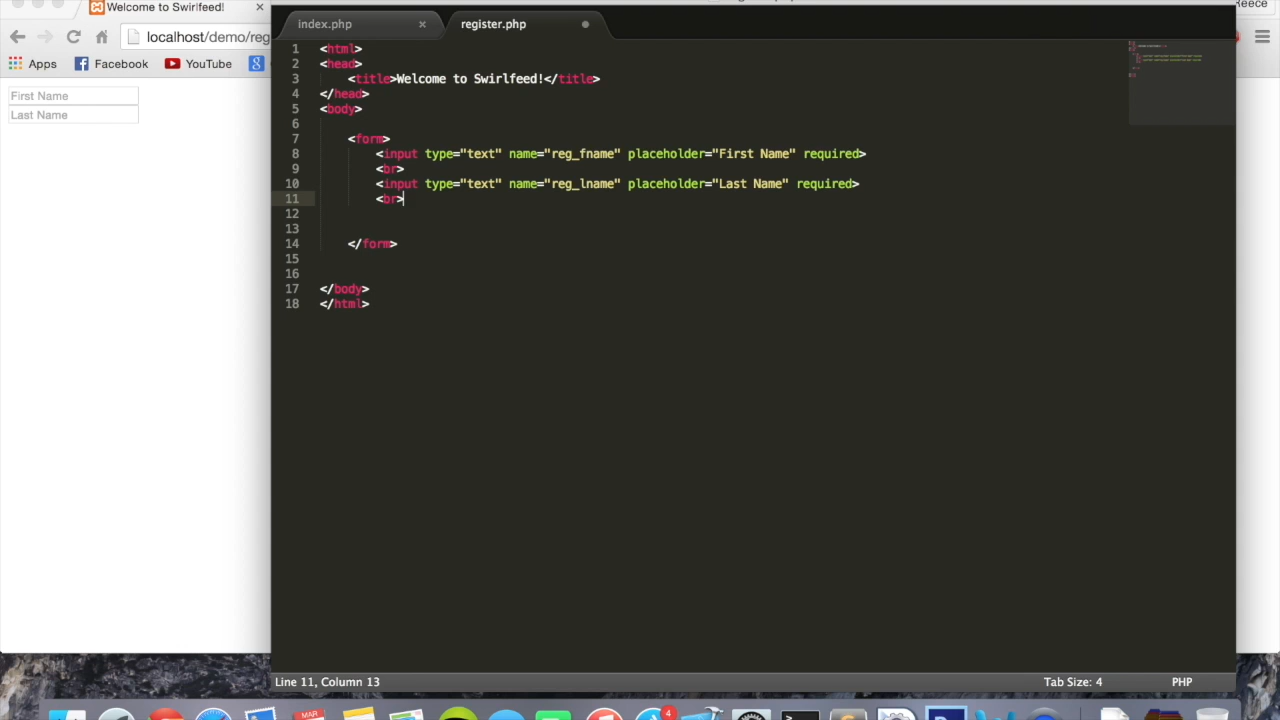 Welcome to Swirlfeed!
Reece
index.php
register.php
localhost/demo/reg
Apps
Facebook
YouTube
First Name
Last Name
1 <html>
2 <head>
3 <title>Welcome to Swirlfeed!</title>
4 </head>
5 <body>
6
7 <form>
8 <input type="text" name="reg_fname" placeholder="First Name" required>
9 <br>
10 <input type="text" name="reg_lname" placeholder="Last Name" required>
11 <br>
12
13
14 </form>
15
16
17 </body>
18 </html>
Line 11, Column 13
Tab Size: 4
PHP
MAR
4